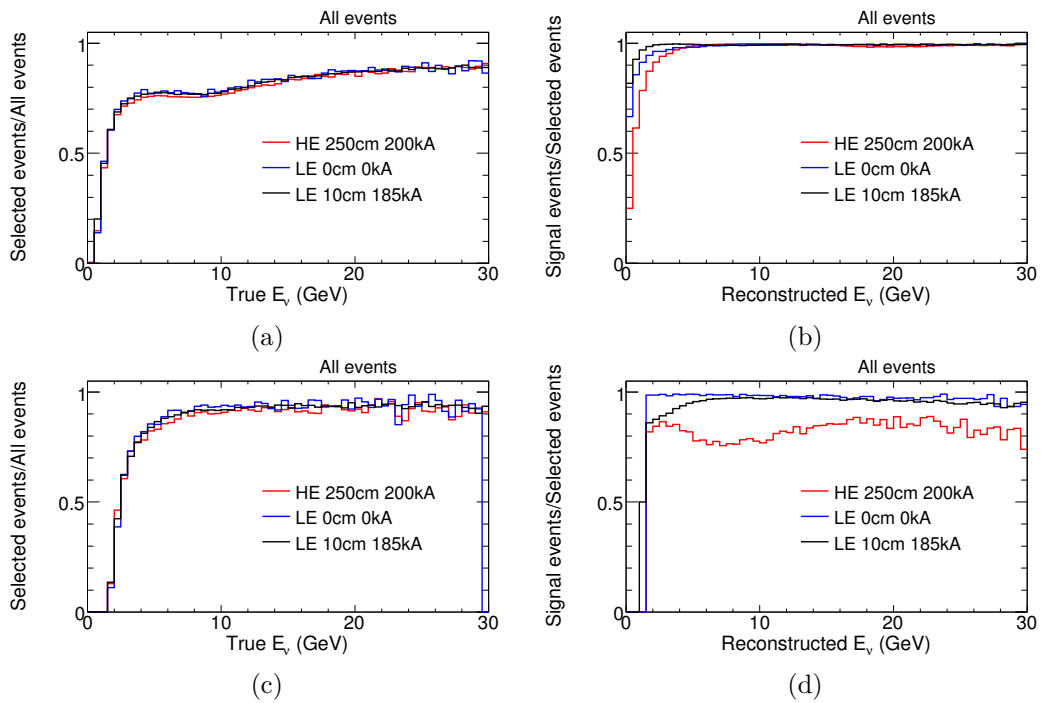 All events
Selected events/All events
1
0.5
0
HE 250cm 200kA
LE 0cm 0kA
LE 10cm 185kA
0 10 20 30
True Eν (GeV)
(a)
All events
Signal events/Selected events
1
0.5
0
HE 250cm 200kA
LE 0cm 0kA
LE 10cm 185kA
0 10 20 30
Reconstructed Eν (GeV)
(b)
All events
Selected events/All events
1
0.5
0
HE 250cm 200kA
LE 0cm 0kA
LE 10cm 185kA
0 10 20 30
True Eν (GeV)
(c)
All events
Signal events/Selected events
1
0.5
0
HE 250cm 200kA
LE 0cm 0kA
LE 10cm 185kA
0 10 20 30
Reconstructed Eν (GeV)
(d)